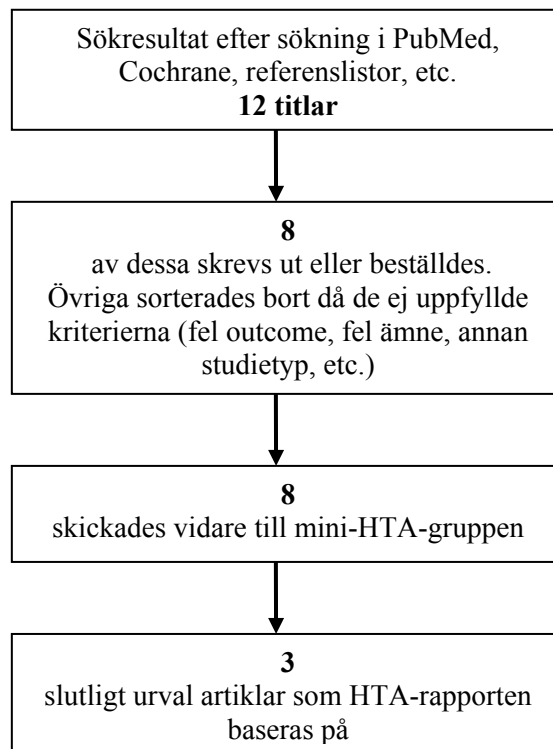 Sökresultat efter sökning i PubMed,
Cochrane, referenslistor, etc.
12 titlar
8
av dessa skrevs ut eller beställdes.
Övriga sorterades bort då de ej uppfyllde
kriterierna (fel outcome, fel ämne, annan
studietyp, etc.)
8
skickades vidare till mini-HTA-gruppen
3
slutligt urval artiklar som HTA-rapporten
baseras på